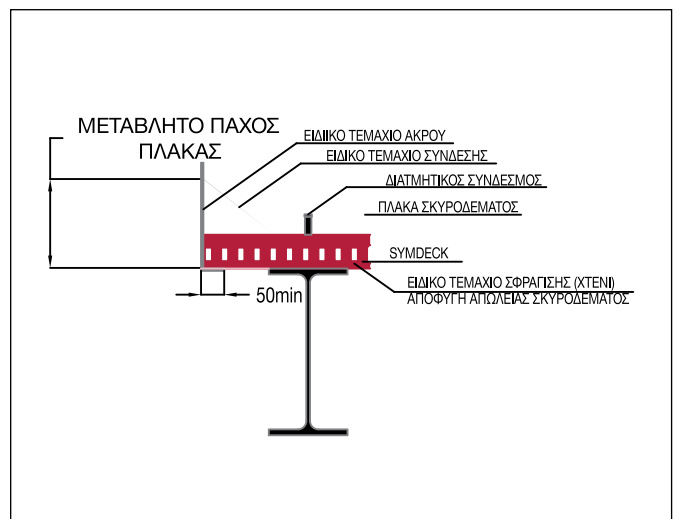 ΜΕΤΑΒΛΗΤΟ ΠΑΧΟΣ
ΠΛΑΚΑΣ
ΕΙΔΙΙΚΟ ΤΕΜΑΧΙΟ ΑΚΡΟΥ
ΕΙΔΙΚΟ ΤΕΜΑΧΙΟ ΣΥΝΔΕΣΗΣ
ΔΙΑΤΜΗΤΙΚΟΣ ΣΥΝΔΕΣΜΟΣ
ΠΛΑΚΑ ΣΚΥΡΟΔΕΜΑΤΟΣ
SYMDECK
ΕΙΔΙΚΟ ΤΕΜΑΧΙΟ ΣΦΡΑΓΙΣΗΣ (ΧΤΕΝΙ)
ΑΠΟΦΥΓΗ ΑΠΩΛΕΙΑΣ ΣΚΥΡΟΔΕΜΑΤΟΣ
50min